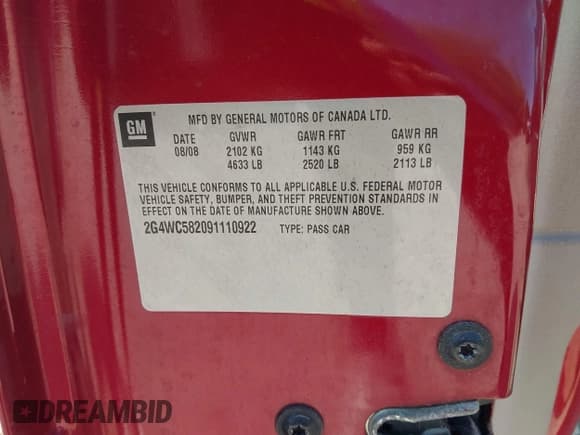 GM
MFD BY GENERAL MOTORS OF CANADA LTD.
DATE GVWR GAWR FRT GAWR RR
08/08 2102 KG 1143 KG 959 KG
4633 LB 2520 LB 2113 LB
THIS VEHICLE CONFORMS TO ALL APPLICABLE U.S. FEDERAL MOTOR
VEHICLE SAFETY, BUMPER, AND THEFT PREVENTION STANDARDS IN
EFFECT ON THE DATE OF MANUFACTURE SHOWN ABOVE.
2G4WC582091110922 TYPE: PASS CAR
DREAMBID